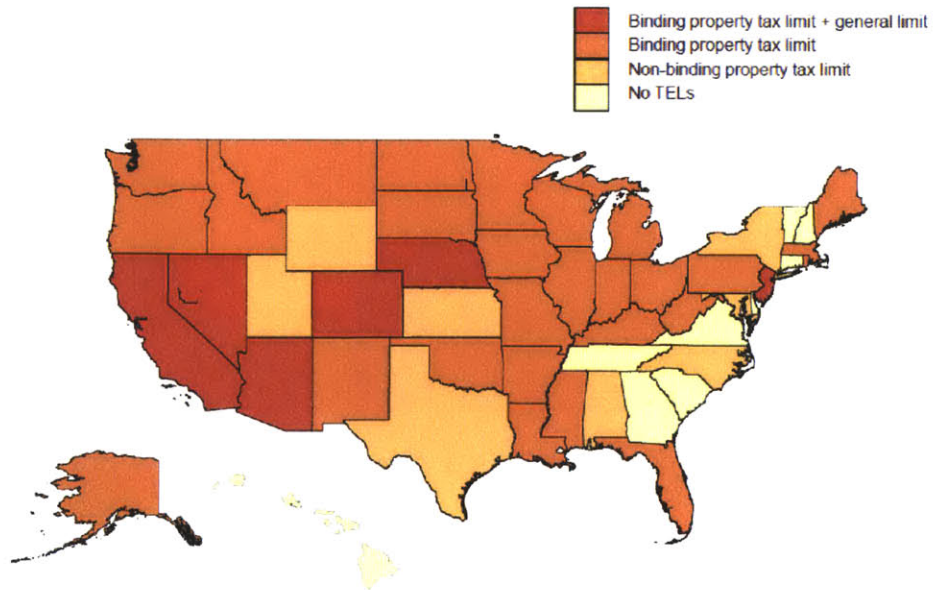 Binding property tax limit + general limit
Binding property tax limit
Non-binding property tax limit
No TELs